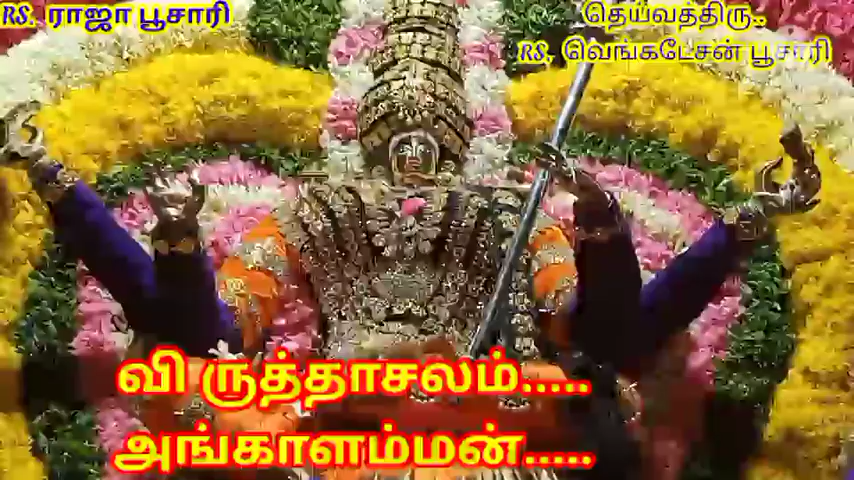 RS. ராஜா பூசாரி
தெய்வத்திரு..
RS. வெங்கடேசன் பூசாரி
வி ருத்தாசலம்.....
அங்காளம்மன்.....